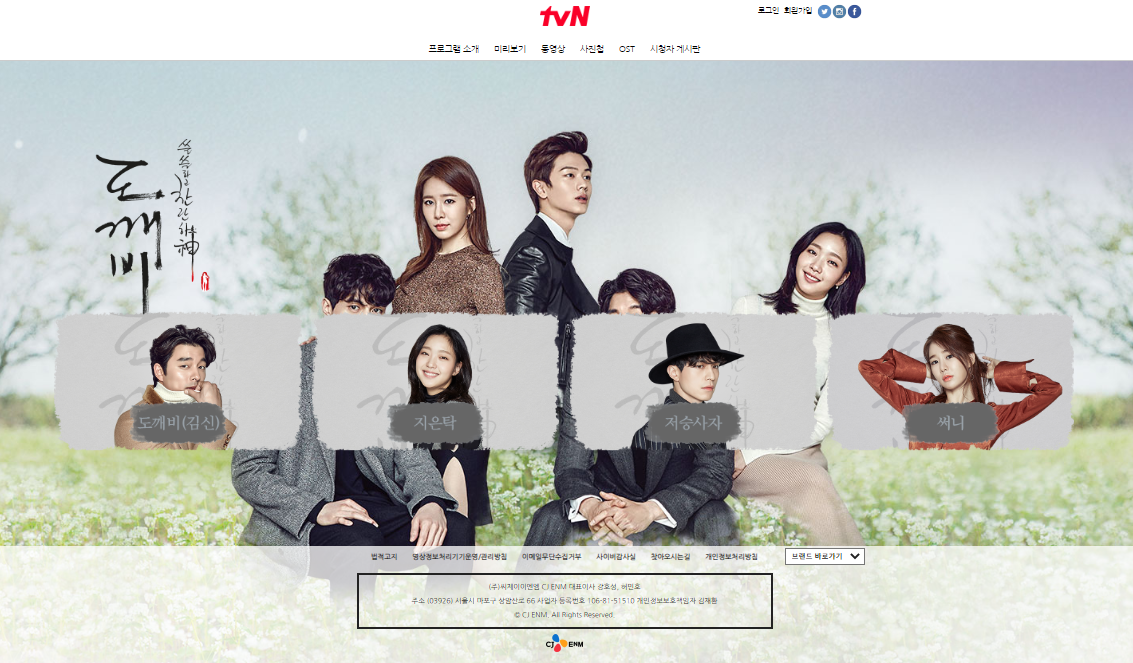 tvN
로그인 회원가입
프로그램 소개 미리보기 동영상 사진첩 OST 시청자 게시판
쓸쓸하고 찬란하神
도깨비
도깨비(김신)
지은탁
저승사자
써니
법적고지 영상정보처리기기운영/관리방침 이메일무단수집거부 사이버감사실 찾아오시는길 개인정보처리방침 브랜드 바로가기
(주)씨제이이엔엠 CJ ENM 대표이사 강호성, 허민호
주소 (03926) 서울시 마포구 상암산로 66 사업자 등록번호 106-81-51510 개인정보보호책임자 김재환
© CJ ENM. All Rights Reserved.
CJ ENM